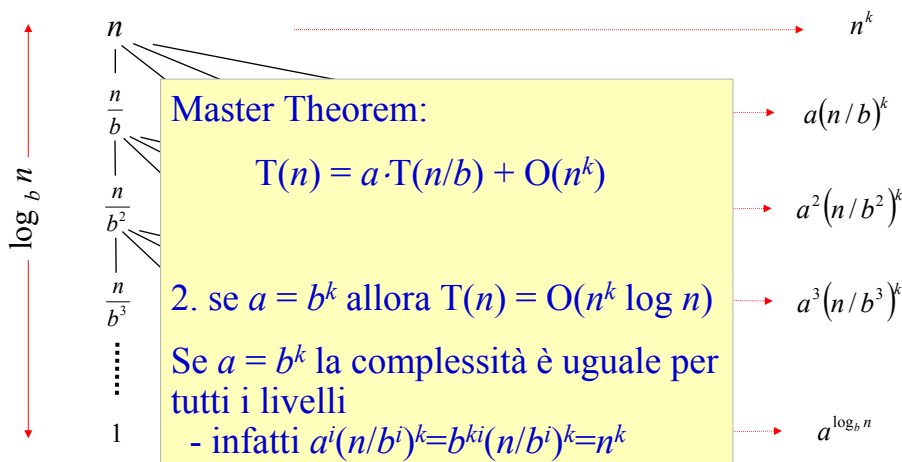 n
n^k
n/b
Master Theorem:
a(n/b)^k
T(n) = a·T(n/b) + O(n^k)
log_b n
n/b^2
a^2(n/b^2)^k
n/b^3
2. se a = b^k allora T(n) = O(n^k log n)
a^3(n/b^3)^k
Se a = b^k la complessità è uguale per
tutti i livelli
1
- infatti a^i(n/b^i)^k=b^{ki}(n/b^i)^k=n^k
a^{log_b n}